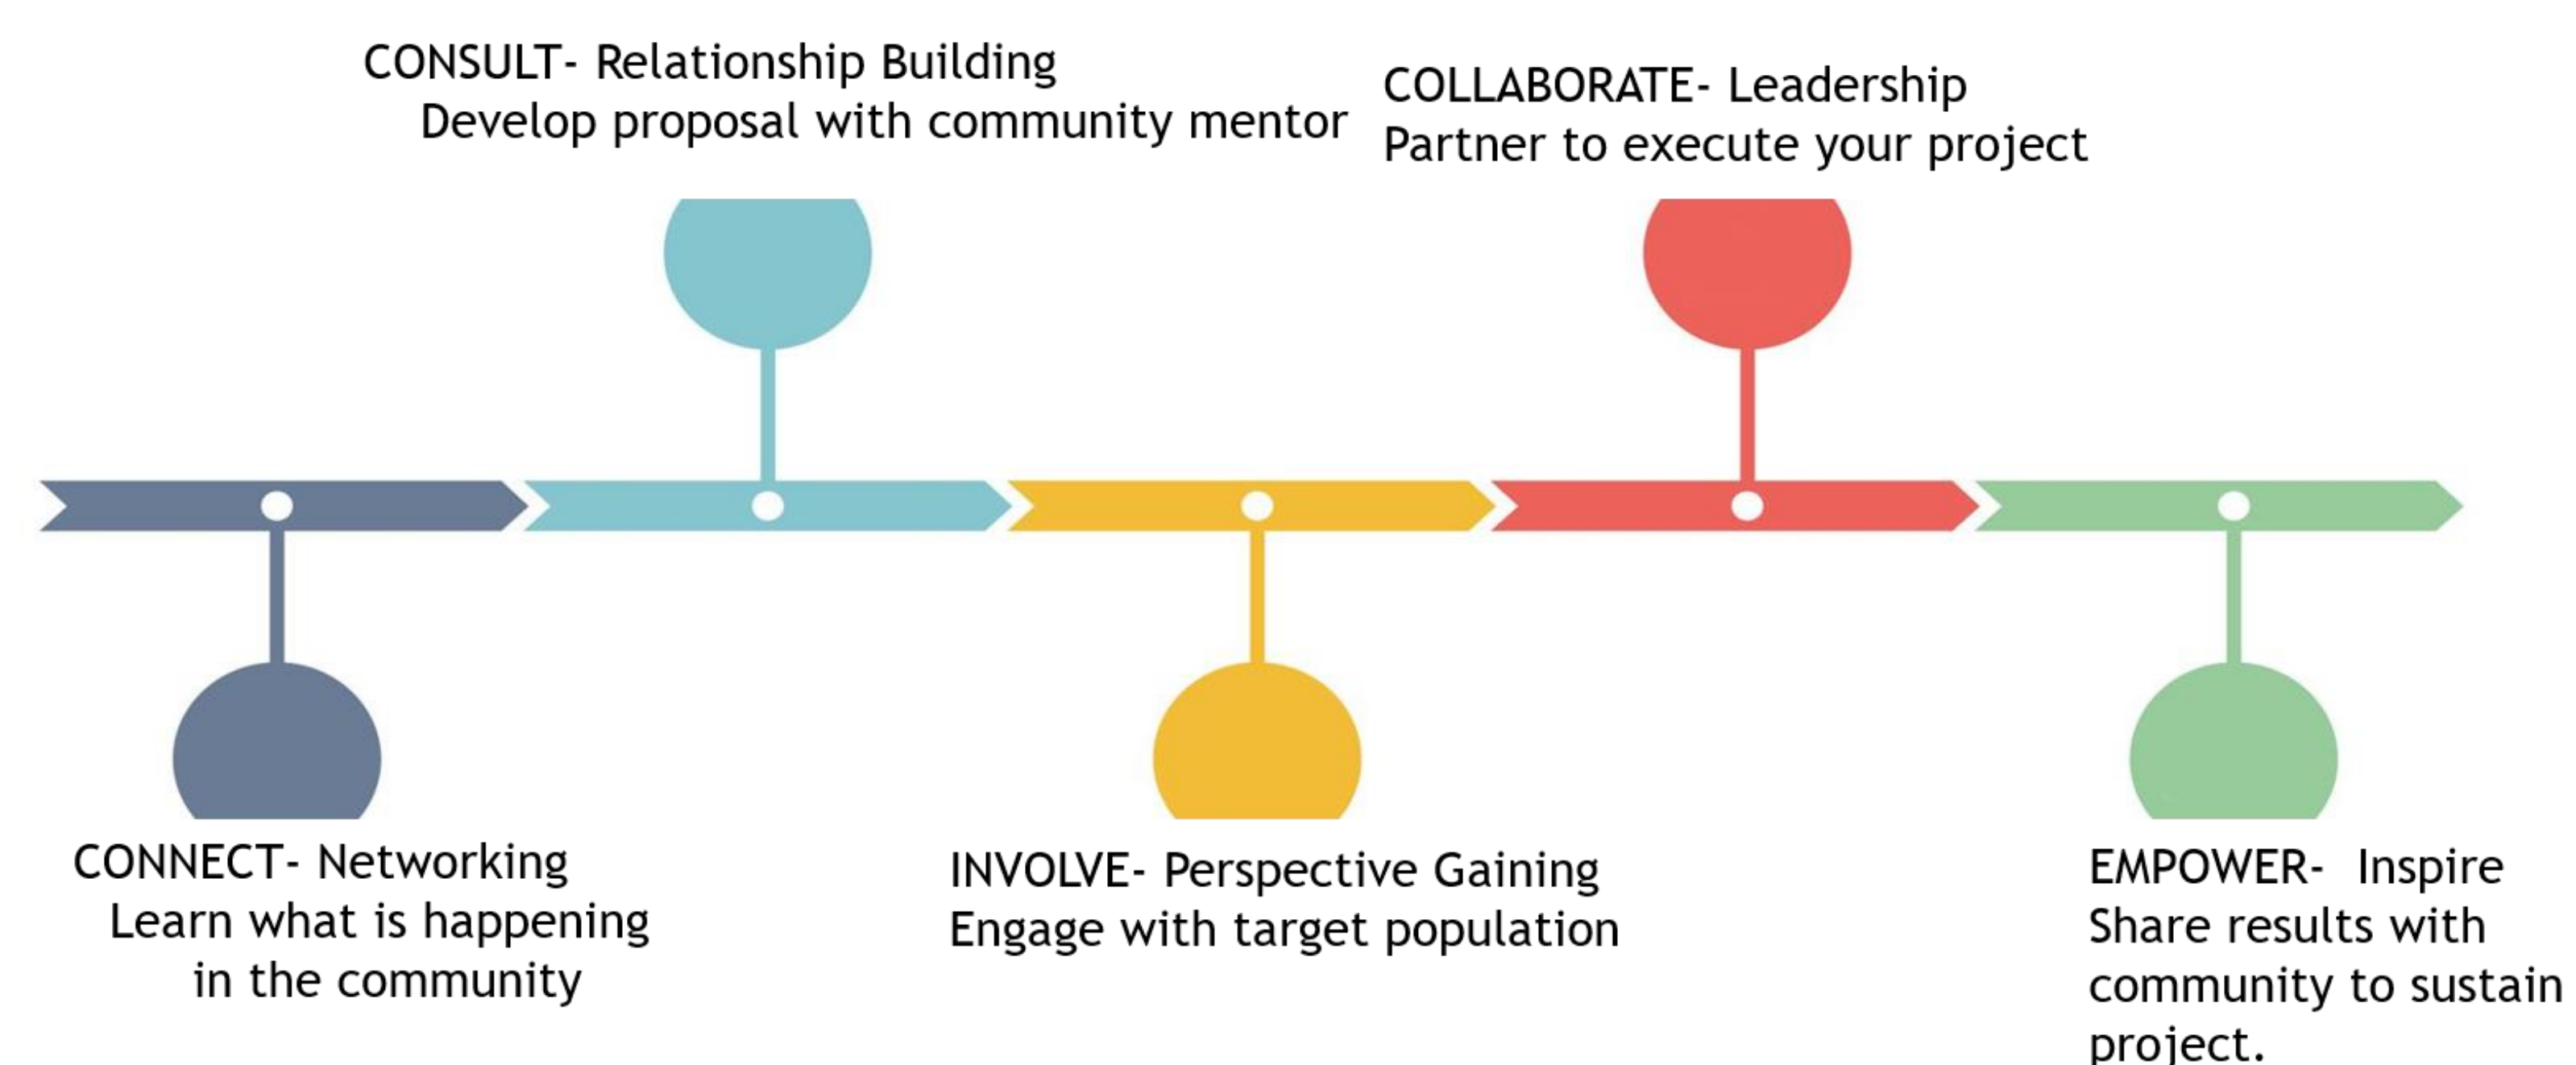 CONSULT- Relationship Building
Develop proposal with community mentor
COLLABORATE- Leadership
Partner to execute your project
CONNECT- Networking
Learn what is happening
in the community
INVOLVE- Perspective Gaining
Engage with target population
EMPOWER- Inspire
Share results with
community to sustain
project.